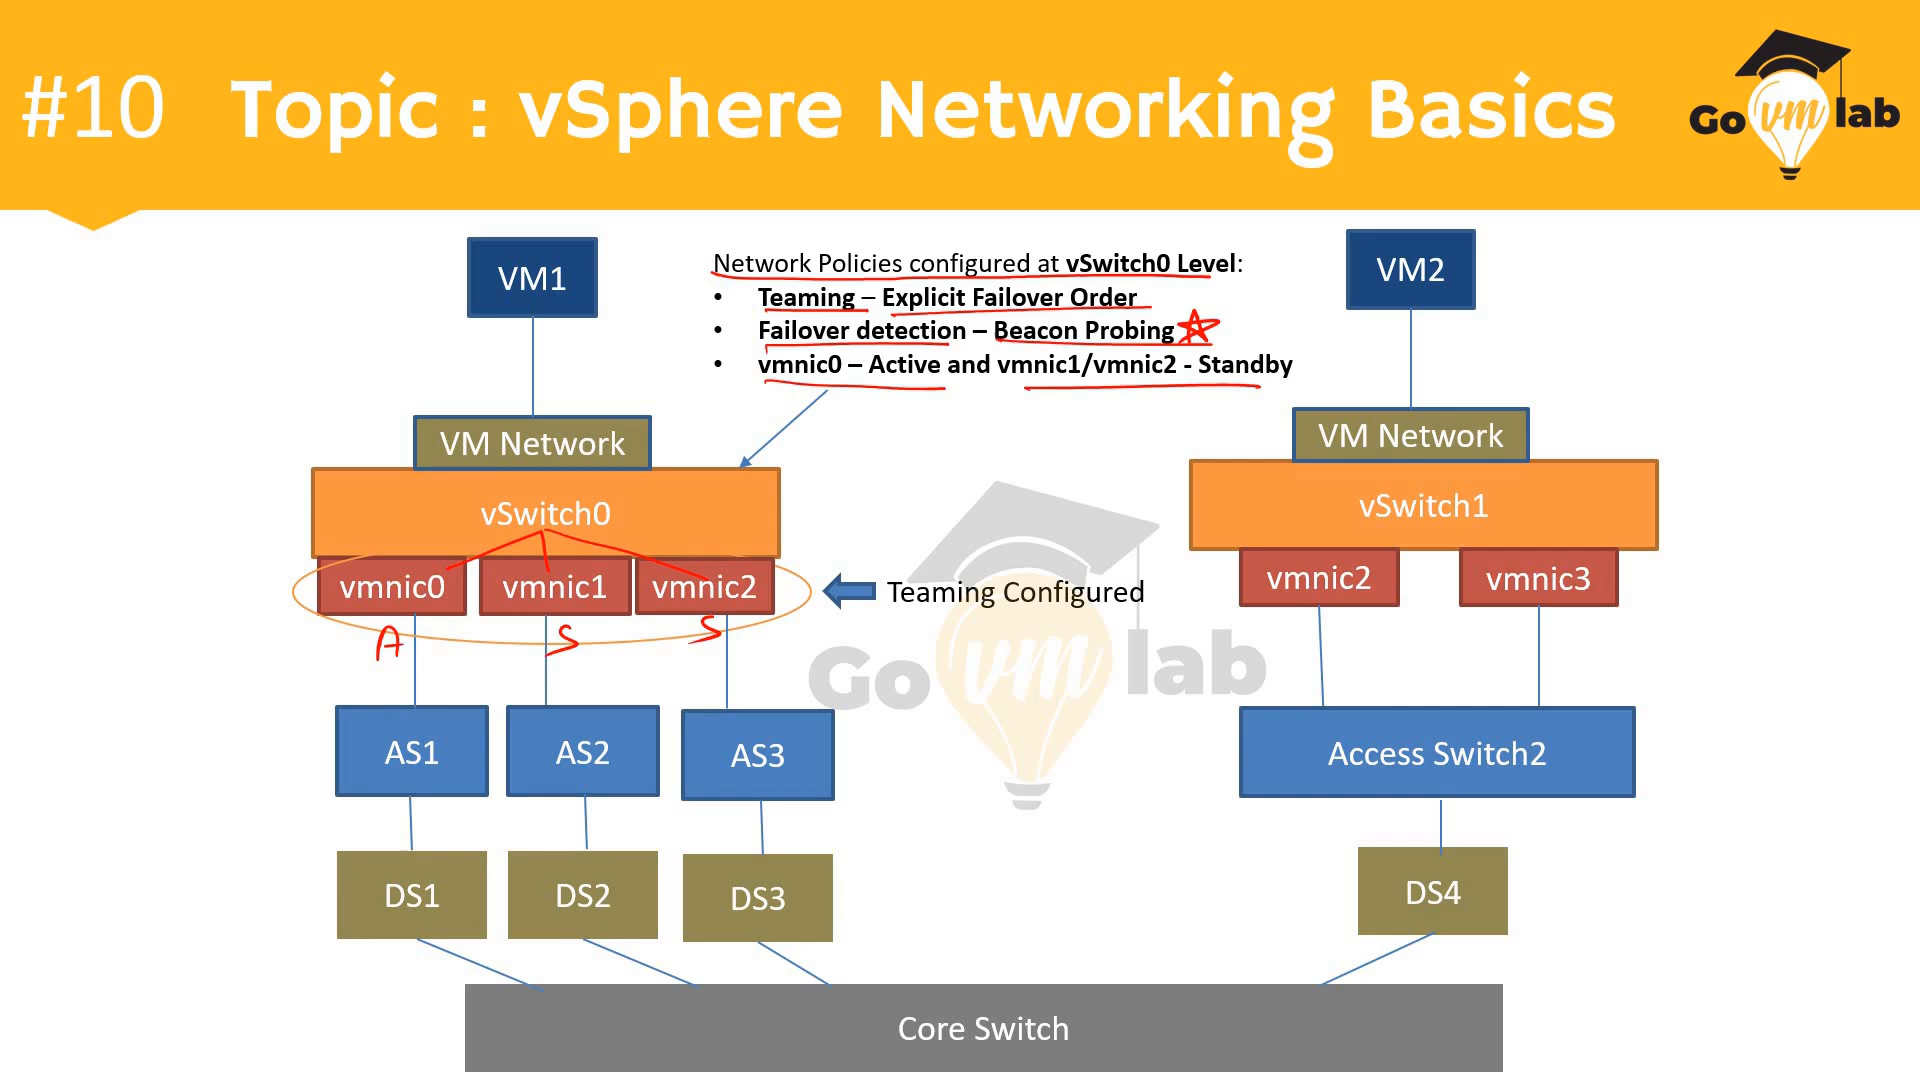 #10 Topic : vSphere Networking Basics
Go vm lab
VM1
Network Policies configured at vSwitch0 Level:
• Teaming – Explicit Failover Order
• Failover detection – Beacon Probing
• vmnic0 – Active and vmnic1/vmnic2 - Standby
VM2
VM Network
VM Network
vSwitch0
vSwitch1
vmnic0 vmnic1 vmnic2
Teaming Configured
vmnic2 vmnic3
A S S
Go vm lab
AS1 AS2 AS3
Access Switch2
DS1 DS2 DS3
DS4
Core Switch